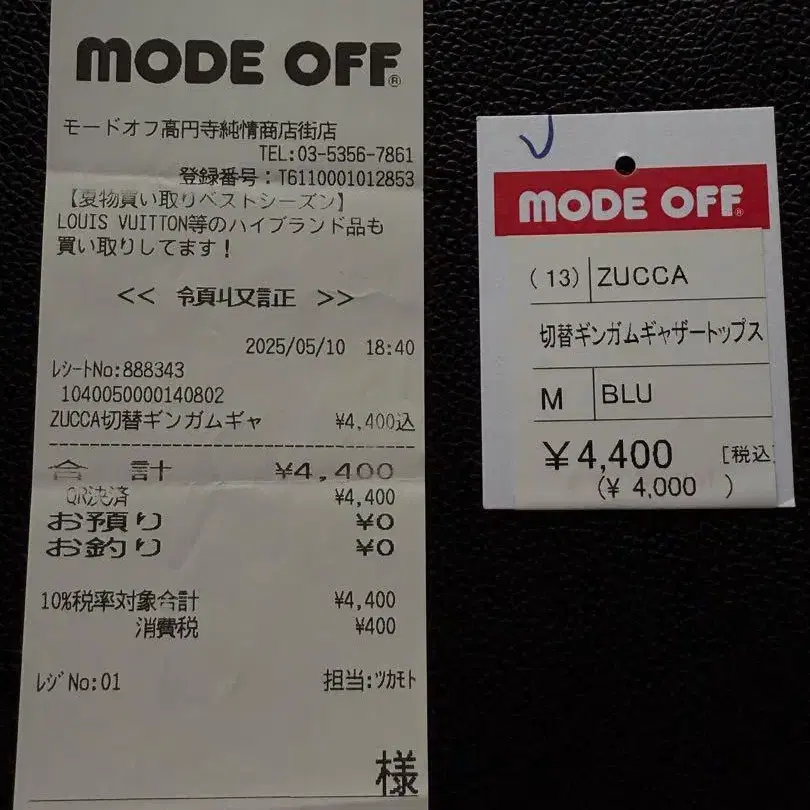 MODE OFF®
モードオフ高円寺純情商店街店
TEL:03-5356-7861
登録番号:T6110001012853
【夏物買い取りベストシーズン】
LOUIS VUITTON等のハイブランド品も
買い取りしてます!
<< 領収証 >>
2025/05/10 18:40
ﾚｼｰﾄNo:888343
1040050000140802
ZUCCA切替ギンガムギャ ¥4,400込
合 計 ¥4,400
QR決済 ¥4,400
お預り ¥0
お釣り ¥0
10%税率対象合計 ¥4,400
消費税 ¥400
ﾚｼﾞNo:01 担当:ﾂｶﾓﾄ
様
MODE OFF®
(13) ZUCCA
切替ギンガムギャザートップス
M BLU
¥4,400 [税込
(¥ 4,000 )